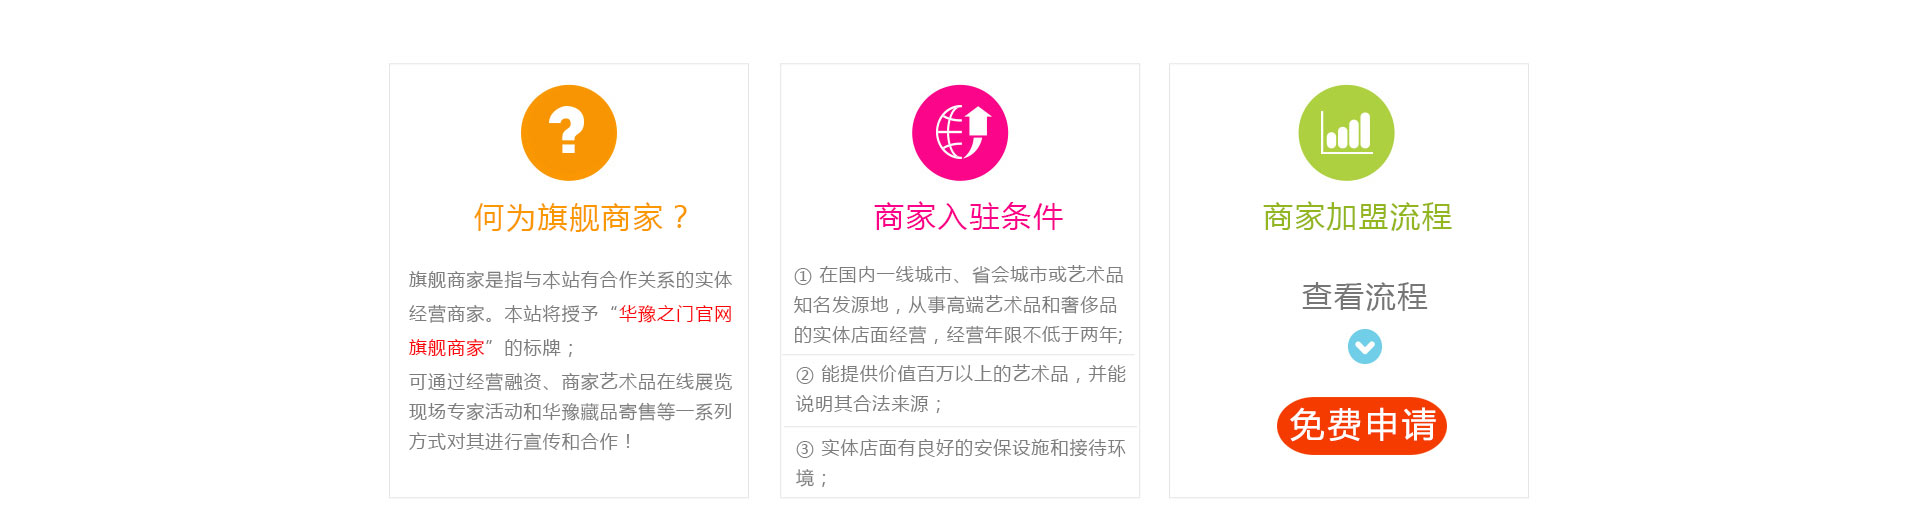 何为旗舰商家？
旗舰商家是指与本站有合作关系的实体
经营商家。本站将授予“华豫之门官网
旗舰商家”的标牌；
可通过经营融资、商家艺术品在线展览
现场专家活动和华豫藏品寄售等一系列
方式对其进行宣传和合作！
商家入驻条件
① 在国内一线城市、省会城市或艺术品
知名发源地，从事高端艺术品和奢侈品
的实体店面经营，经营年限不低于两年;
② 能提供价值百万以上的艺术品，并能
说明其合法来源；
③ 实体店面有良好的安保设施和接待环
境；
商家加盟流程
查看流程
免费申请